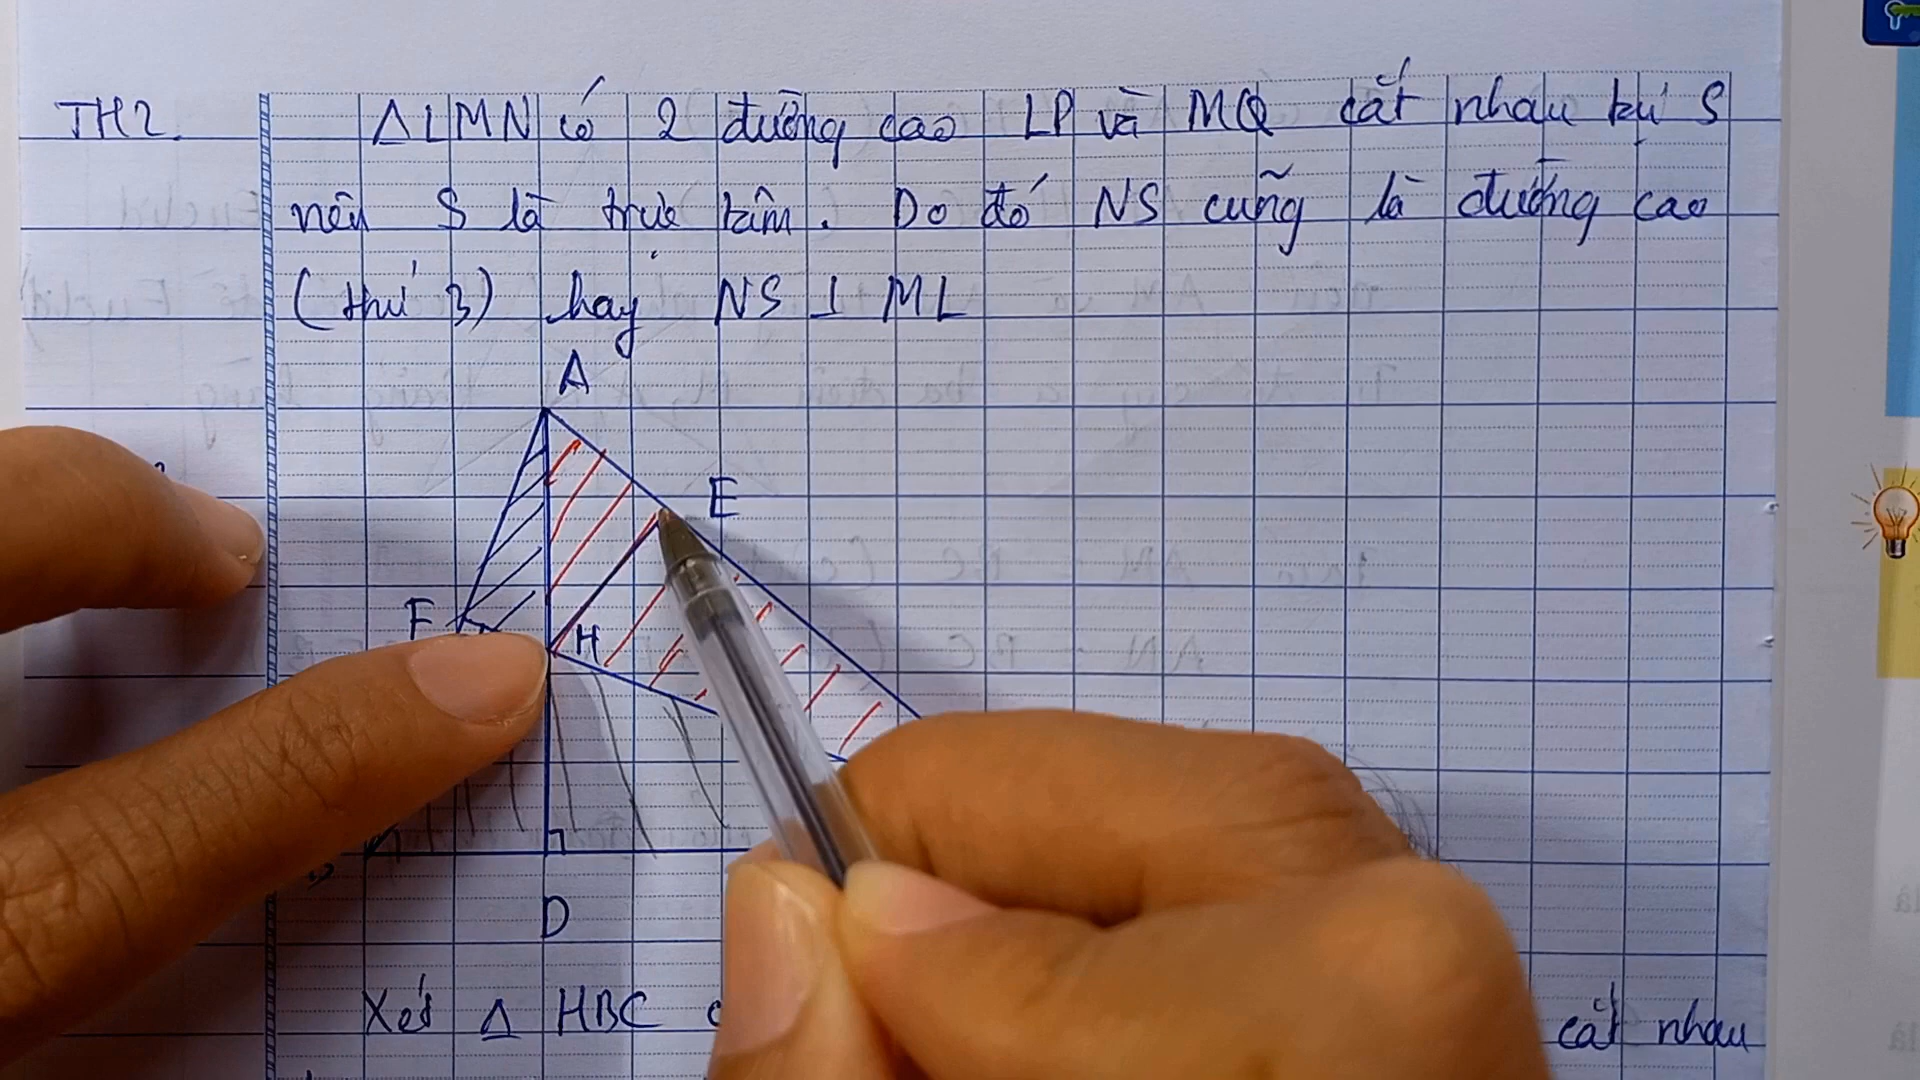 TH2. ΔLMN có 2 đường cao LP và MQ cắt nhau tại S
nên S là trực tâm. Do đó NS cũng là đường cao
(thứ 3) hay NS ⊥ ML
A
E
F
H
D
Xét Δ HBC cắt nhau